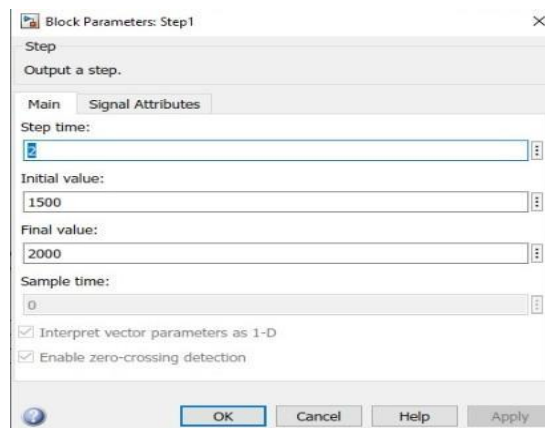 Block Parameters: Step1
Step
Output a step.
Main Signal Attributes
Step time:
2
Initial value:
1500
Final value:
2000
Sample time:
0
Interpret vector parameters as 1-D
Enable zero-crossing detection
OK Cancel Help Apply